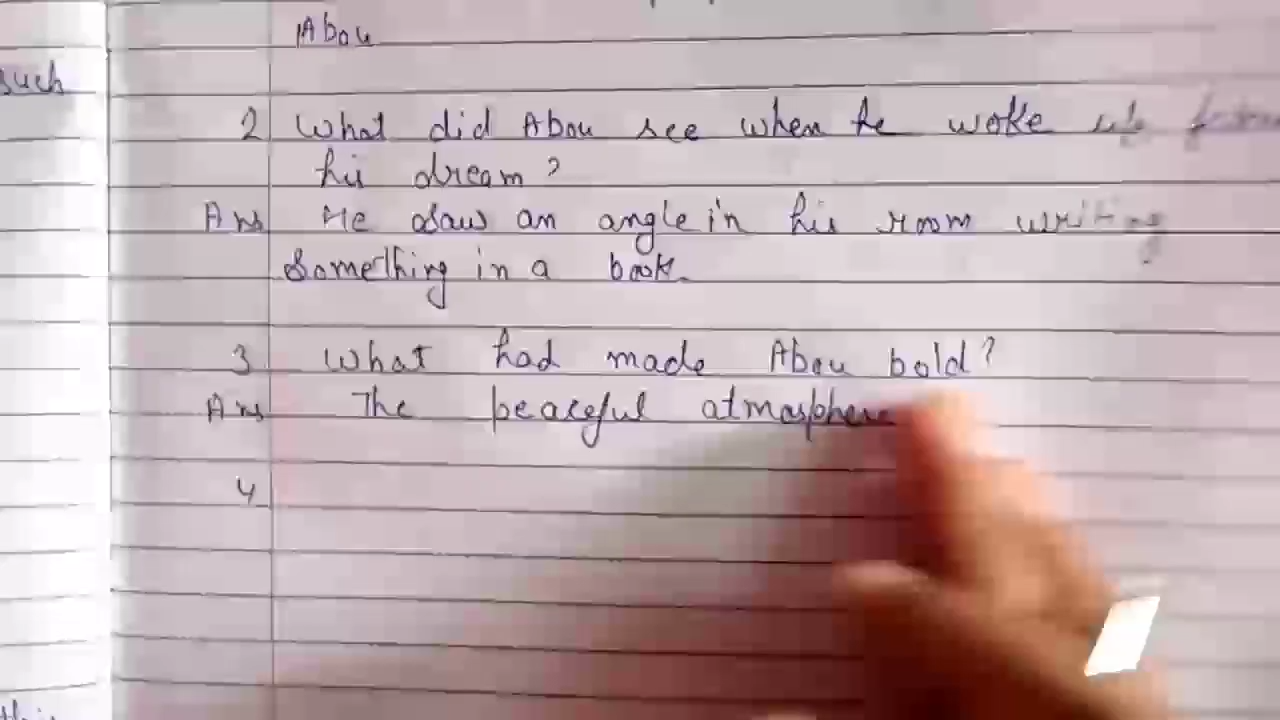 Abou
such
2 What did Abou see when he woke up from
his dream?
Ans He saw an angle in his room writing
Something in a book.
3 What had made Abou bold?
Ans The peaceful atmosphere
4